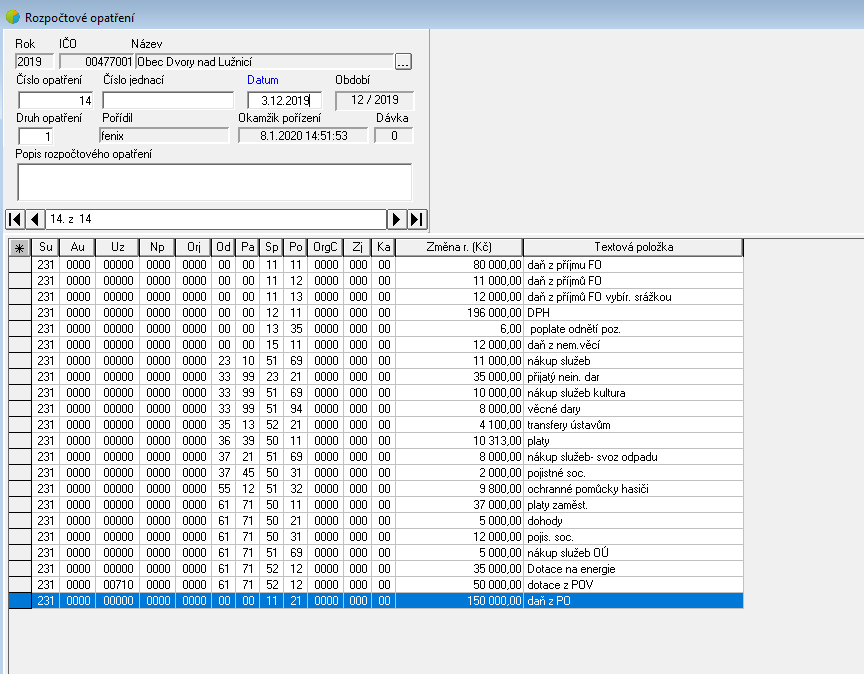 Rozpočtové opatření
Rok IČO Název
2019 00477001 Obec Dvory nad Lužnicí ...
Číslo opatření Číslo jednací Datum Období
14 3.12.2019 12 / 2019
Druh opatření Pořídil Okamžik pořízení Dávka
1 fenix 8.1.2020 14:51:53 0
Popis rozpočtového opatření
14. z 14
* Su Au Uz Np Orj Od Pa Sp Po OrgC Zj Ka Změna r. (Kč) Textová položka
231 0000 00000 0000 0000 00 00 11 11 0000 000 00 80 000,00 daň z příjmu FO
231 0000 00000 0000 0000 00 00 11 12 0000 000 00 11 000,00 daň z příjmů FO
231 0000 00000 0000 0000 00 00 11 13 0000 000 00 12 000,00 daň z příjmů FO vybír. srážkou
231 0000 00000 0000 0000 00 00 12 11 0000 000 00 196 000,00 DPH
231 0000 00000 0000 0000 00 00 13 35 0000 000 00 6,00 poplate odnětí poz.
231 0000 00000 0000 0000 00 00 15 11 0000 000 00 12 000,00 daň z nem.věcí
231 0000 00000 0000 0000 23 10 51 69 0000 000 00 11 000,00 nákup služeb
231 0000 00000 0000 0000 33 99 23 21 0000 000 00 35 000,00 přijatý nein. dar
231 0000 00000 0000 0000 33 99 51 69 0000 000 00 10 000,00 nákup služeb kultura
231 0000 00000 0000 0000 33 99 51 94 0000 000 00 8 000,00 věcné dary
231 0000 00000 0000 0000 35 13 52 21 0000 000 00 4 100,00 transfery ústavům
231 0000 00000 0000 0000 36 39 50 11 0000 000 00 10 313,00 platy
231 0000 00000 0000 0000 37 21 51 69 0000 000 00 8 000,00 nákup služeb- svoz odpadu
231 0000 00000 0000 0000 37 45 50 31 0000 000 00 2 000,00 pojistné soc.
231 0000 00000 0000 0000 55 12 51 32 0000 000 00 9 800,00 ochranné pomůcky hasiči
231 0000 00000 0000 0000 61 71 50 11 0000 000 00 37 000,00 platy zaměst.
231 0000 00000 0000 0000 61 71 50 21 0000 000 00 5 000,00 dohody
231 0000 00000 0000 0000 61 71 50 31 0000 000 00 12 000,00 pojis. soc.
231 0000 00000 0000 0000 61 71 51 69 0000 000 00 5 000,00 nákup služeb OÚ
231 0000 00000 0000 0000 61 71 52 12 0000 000 00 35 000,00 Dotace na energie
231 0000 00710 0000 0000 61 71 52 12 0000 000 00 50 000,00 dotace z POV
231 0000 00000 0000 0000 00 00 11 21 0000 000 00 150 000,00 daň z PO